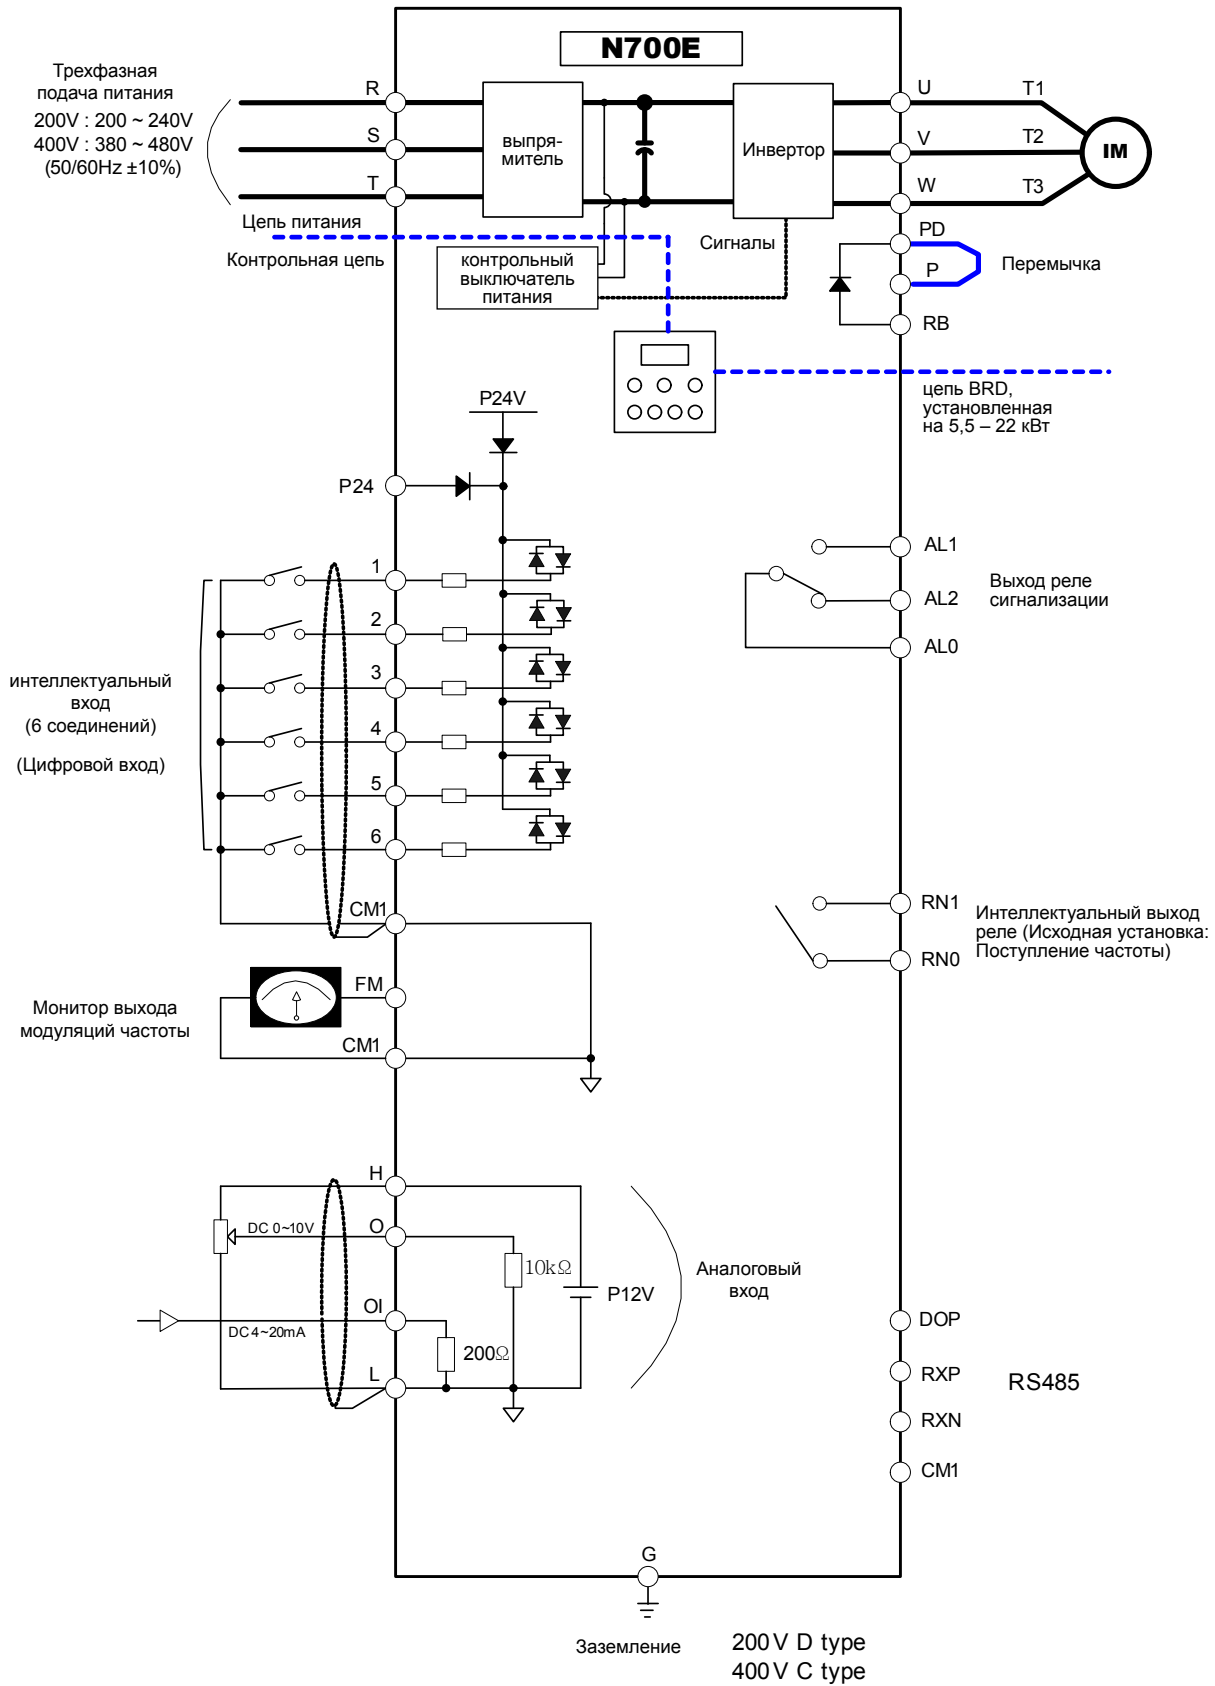 N700E
Трехфазная
подача питания
200V : 200 ~ 240V
400V : 380 ~ 480V
(50/60Hz ±10%)
R
S
T
выпря-
митель
Инвертор
U
V
W
T1
T2
T3
IM
Цепь питания
Контрольная цепь
контрольный
выключатель
питания
Сигналы
PD
P
RB
Перемычка
цепь BRD,
установленная
на 5,5 – 22 кВт
P24V
P24
1
2
3
4
5
6
CM1
интеллектуальный
вход
(6 соединений)
(Цифровой вход)
AL1
AL2
AL0
Выход реле
сигнализации
RN1
RN0
Интеллектуальный выход
реле (Исходная установка:
Поступление частоты)
FM
CM1
Монитор выхода
модуляций частоты
H
O
OI
L
DC 0~10V
DC 4~20mA
10kΩ
200Ω
P12V
Аналоговый
вход
DOP
RXP
RXN
CM1
RS485
G
Заземление
200V D type
400V C type